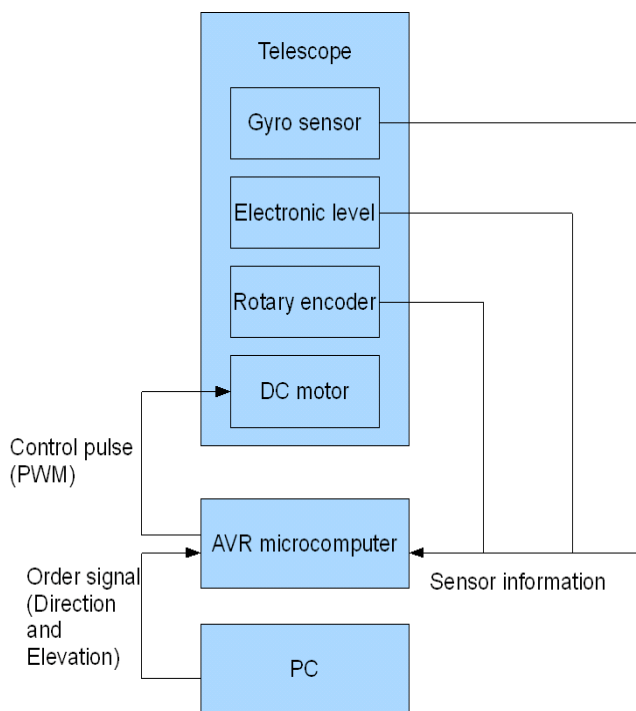 Telescope
Gyro sensor
Electronic level
Rotary encoder
DC motor
Control pulse
(PWM)
AVR microcomputer
Order signal
(Direction
and
Elevation)
Sensor information
PC